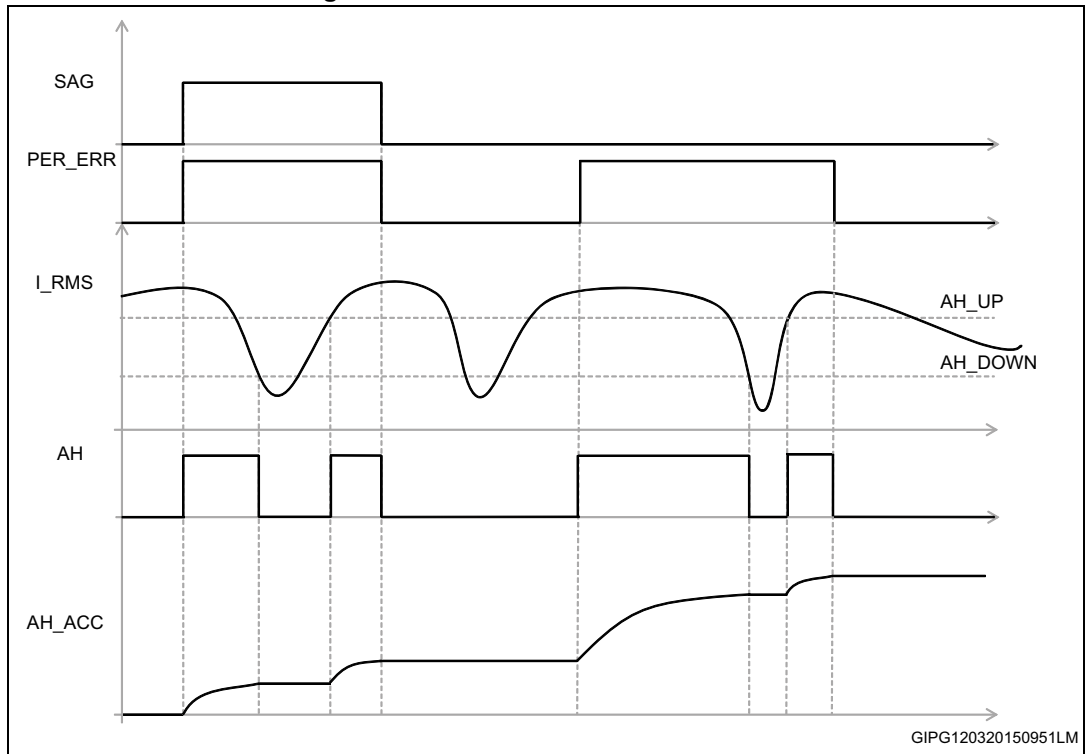 SAG
PER_ERR
I_RMS
AH_UP
AH_DOWN
AH
AH_ACC
GIPG120320150951LM